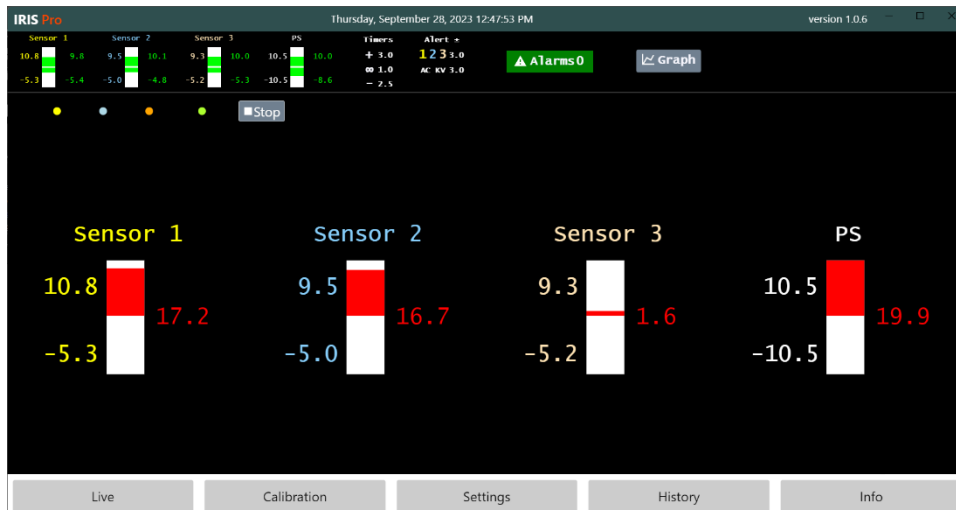 IRIS Pro Thursday, September 28, 2023 12:47:53 PM version 1.0.6
Sensor 1 Sensor 2 Sensor 3 PS Timers Alert ±
10.8 9.8 9.5 10.1 9.3 10.0 10.5 10.0 + 3.0 1 2 3 3.0
∞ 1.0 AC KV 3.0
-5.3 -5.4 -5.0 -4.8 -5.2 -5.3 -10.5 -8.6 − 2.5
Alarms 0 Graph
Stop
Sensor 1 Sensor 2 Sensor 3 PS
10.8 9.5 9.3 10.5
17.2 16.7 1.6 19.9
-5.3 -5.0 -5.2 -10.5
Live Calibration Settings History Info